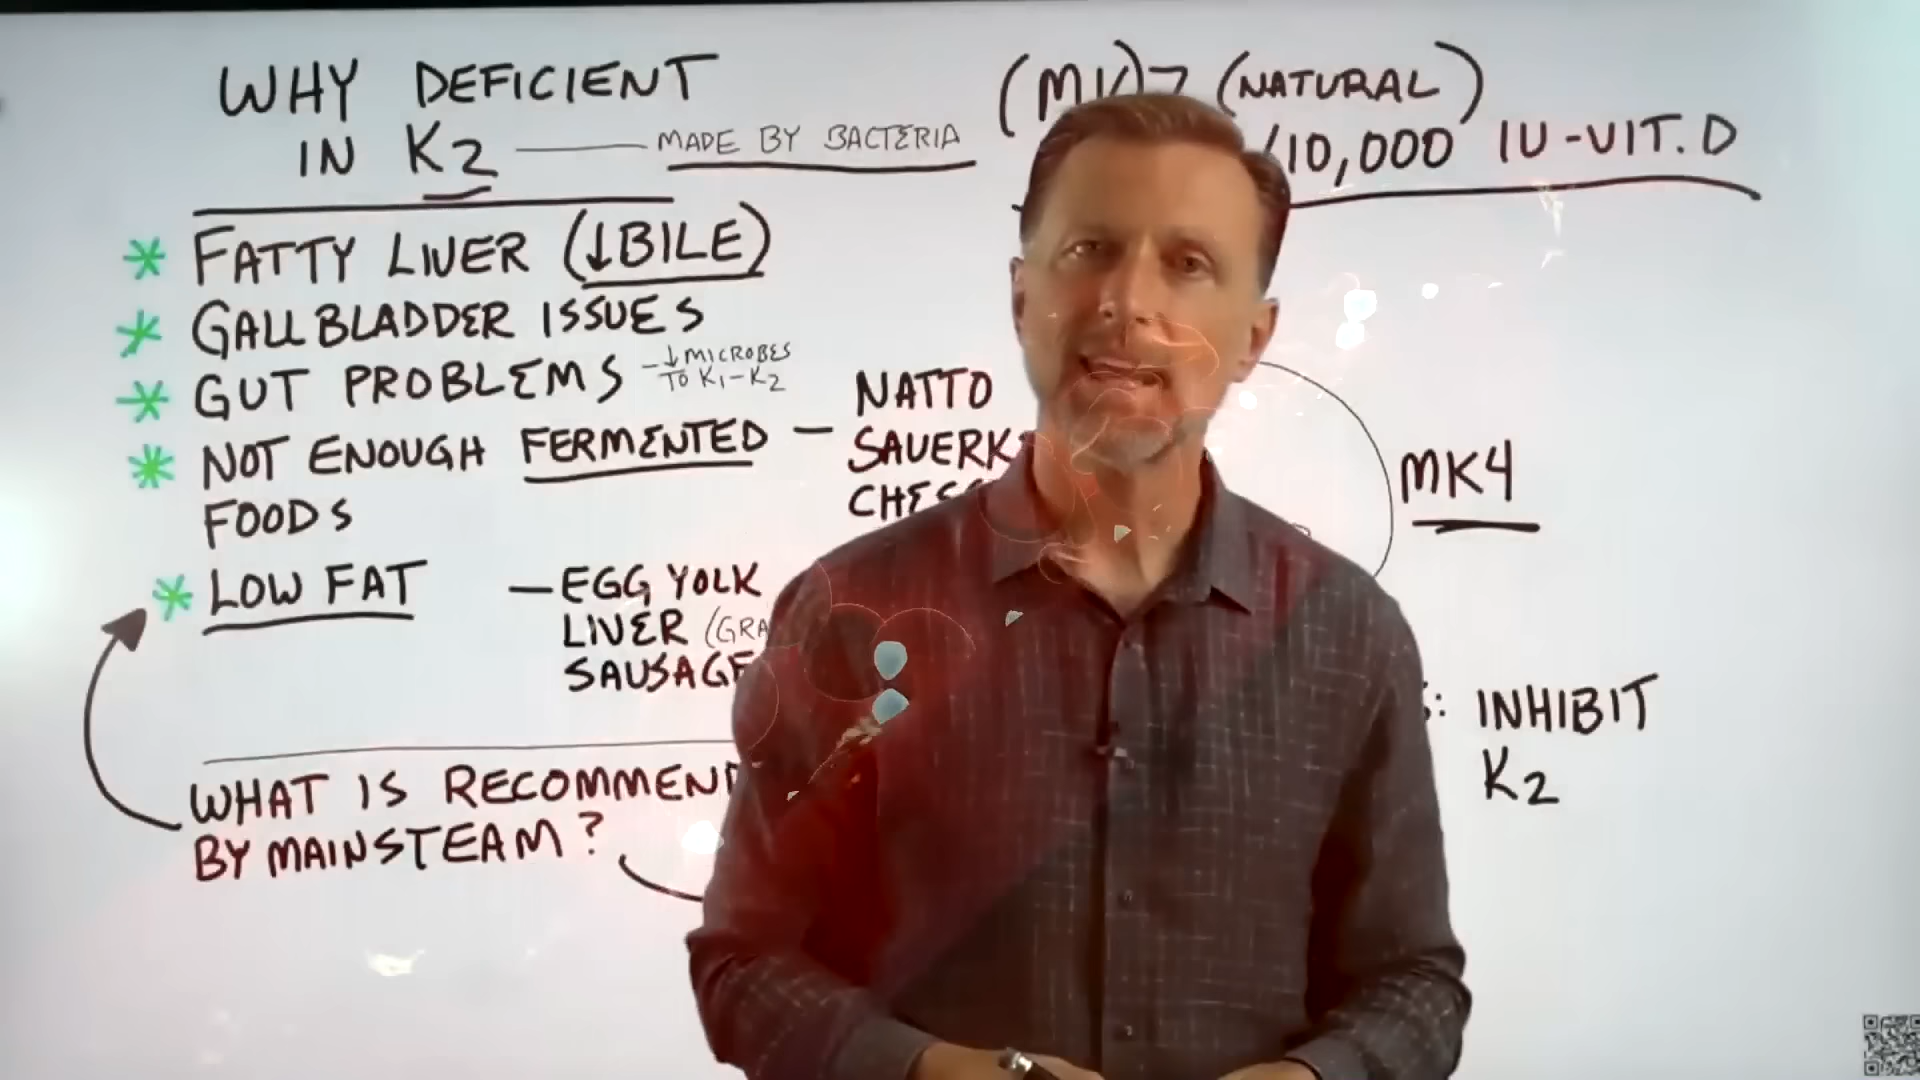 WHY DEFICIENT
IN K2 — MADE BY BACTERIA
* FATTY LIVER (↓BILE)
* GALLBLADDER ISSUES
* GUT PROBLEMS – ↓ MICROBES
TO K1–K2
* NOT ENOUGH FERMENTED —
FOODS
NATTO
* LOW FAT
— EGG YOLK
LIVER
WHAT IS
BY MAINSTEAM?
(NATURAL)
/10,000 IU-VIT. D
MK4
INHIBIT
K2